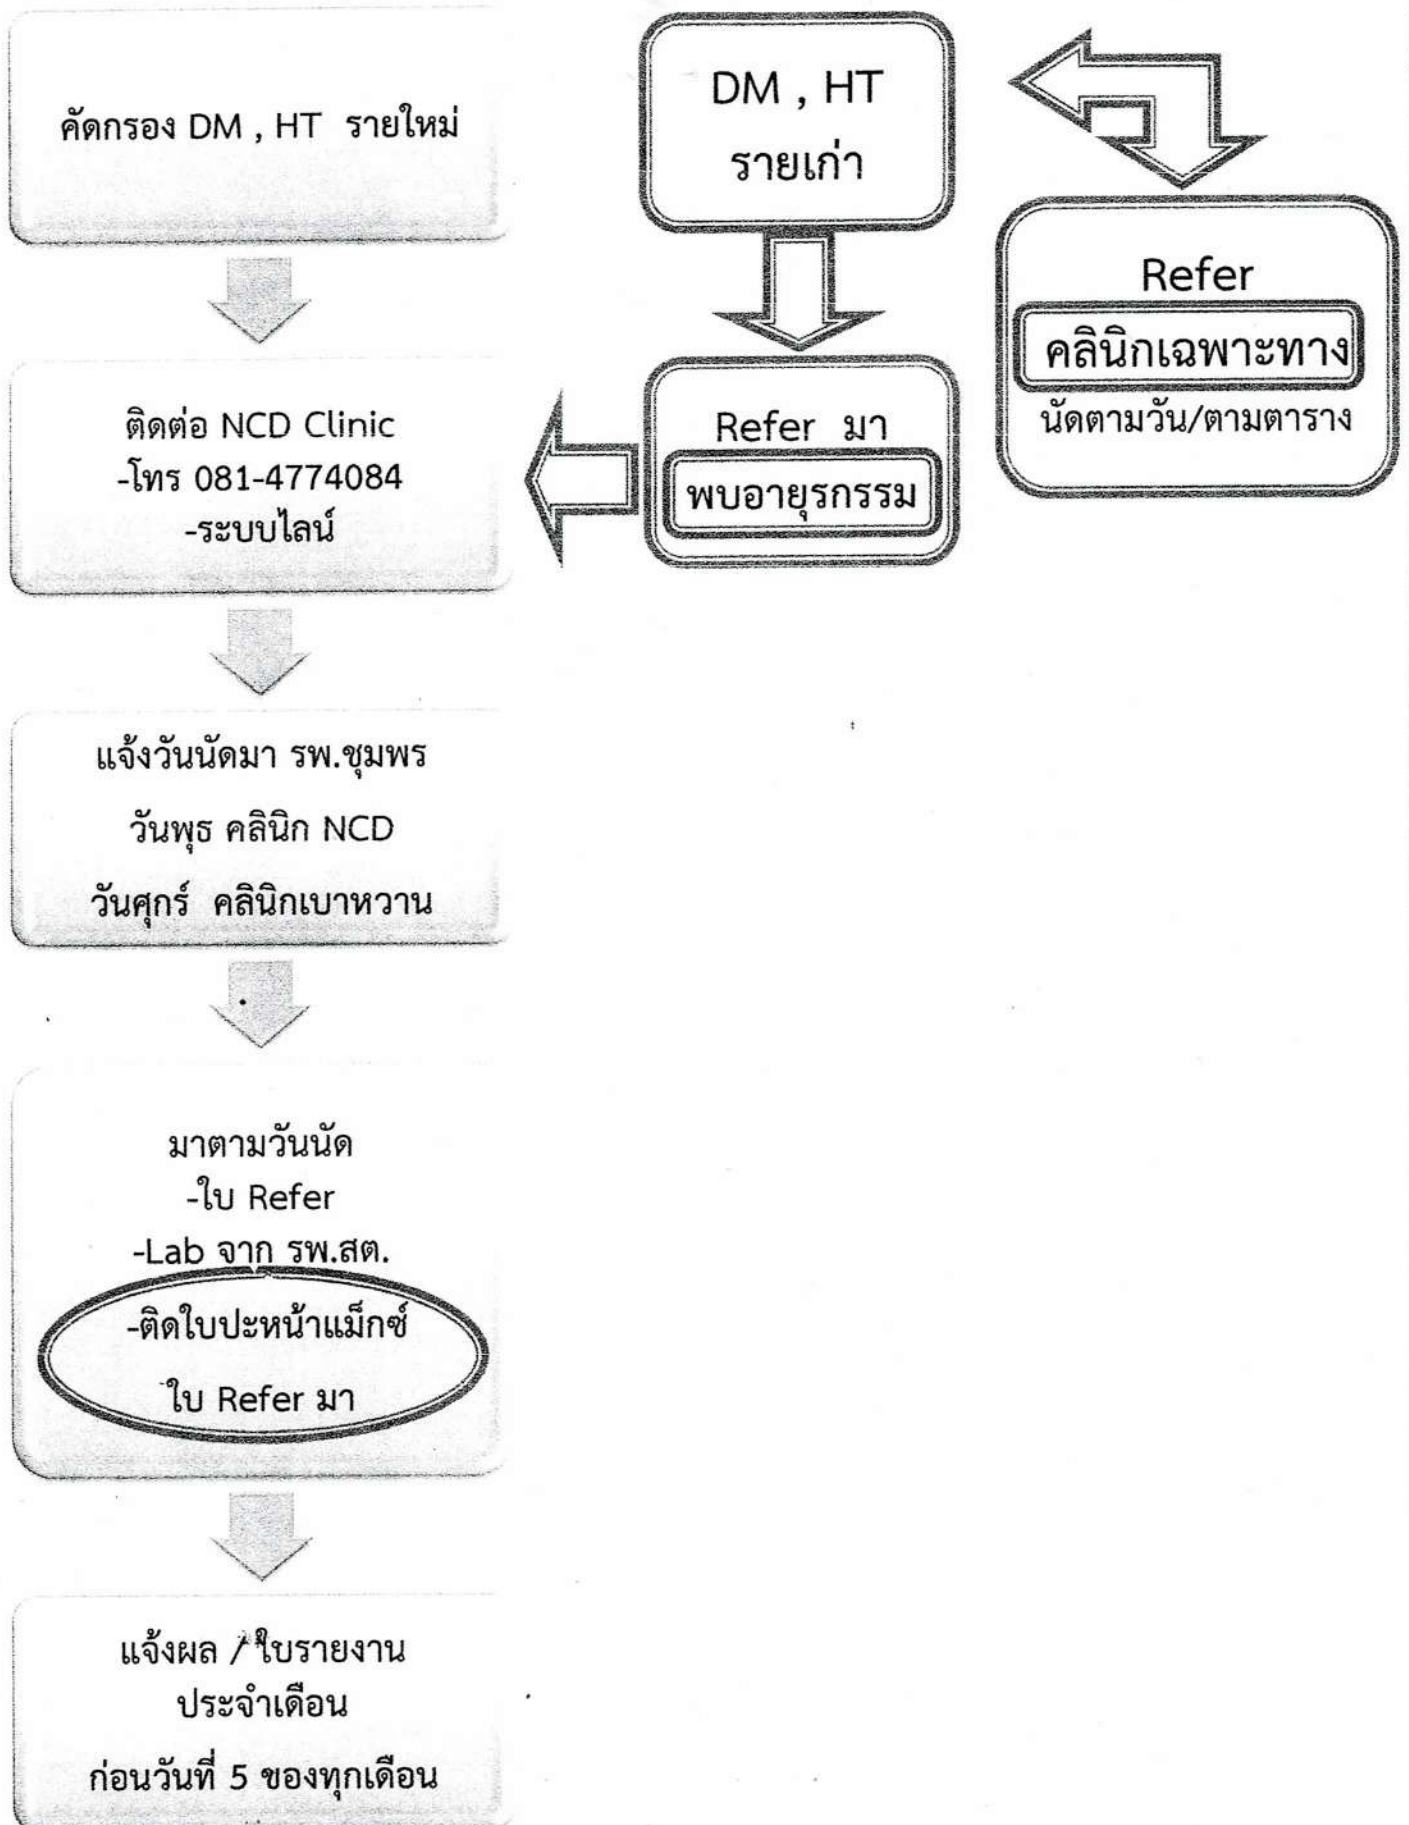 คัดกรอง DM , HT รายใหม่
DM , HT
รายเก่า
Refer
คลินิกเฉพาะทาง
นัดตามวัน/ตามตาราง
ติดต่อ NCD Clinic
-โทร 081-4774084
-ระบบไลน์
Refer มา
พบอายุรกรรม
แจ้งวันนัดมา รพ.ชุมพร
วันพุธ คลินิก NCD
วันศุกร์ คลินิกเบาหวาน
มาตามวันนัด
-ใบ Refer
-Lab จาก รพ.สต.
-ติดใบปะหน้าแม็กซ์
ใบ Refer มา
แจ้งผล / ใบรายงาน
ประจำเดือน
ก่อนวันที่ 5 ของทุกเดือน